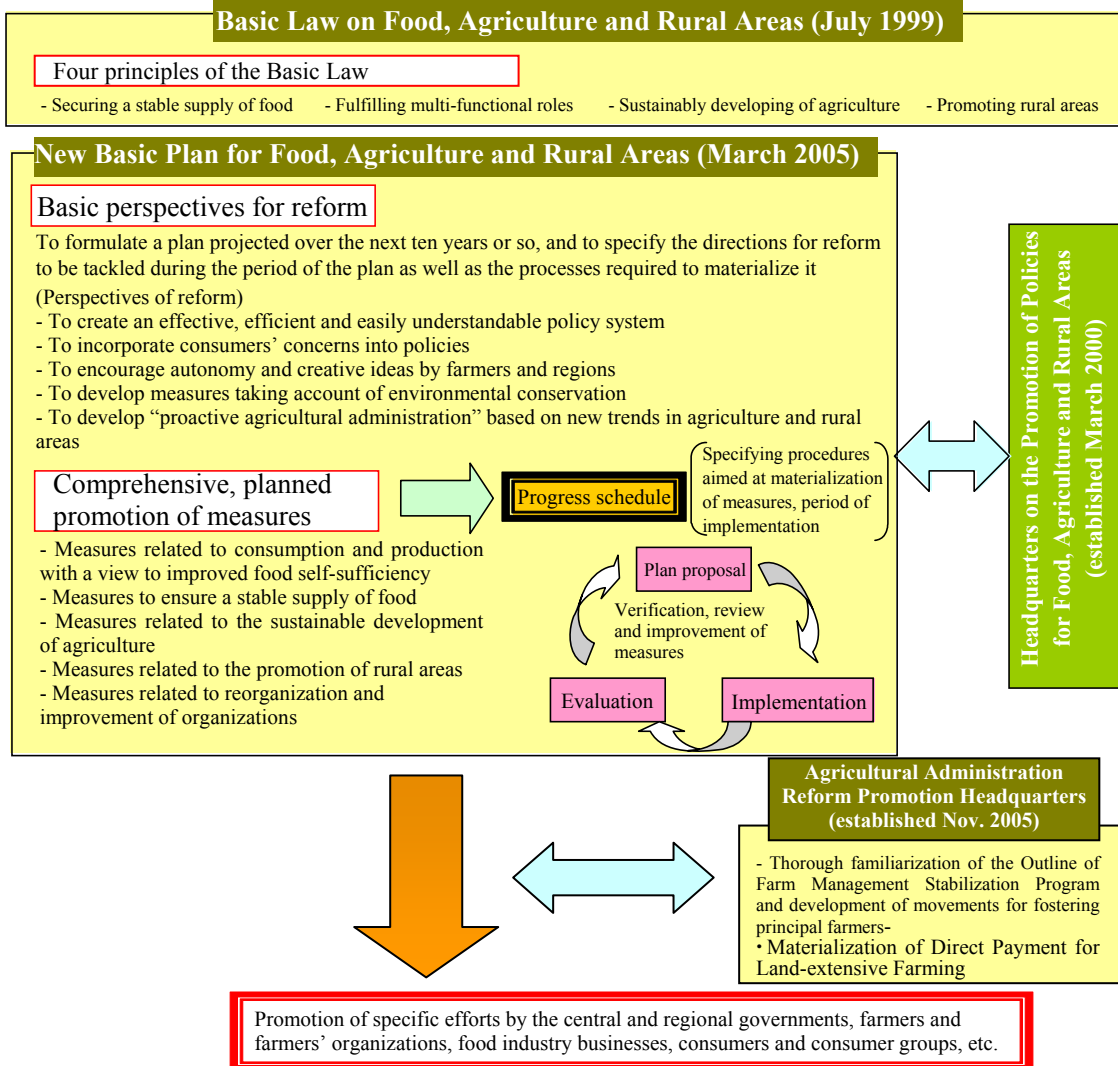 Basic Law on Food, Agriculture and Rural Areas (July 1999)
Four principles of the Basic Law
- Securing a stable supply of food - Fulfilling multi-functional roles - Sustainably developing of agriculture - Promoting rural areas
New Basic Plan for Food, Agriculture and Rural Areas (March 2005)
Basic perspectives for reform
To formulate a plan projected over the next ten years or so, and to specify the directions for reform
to be tackled during the period of the plan as well as the processes required to materialize it
(Perspectives of reform)
- To create an effective, efficient and easily understandable policy system
- To incorporate consumers’ concerns into policies
- To encourage autonomy and creative ideas by farmers and regions
- To develop measures taking account of environmental conservation
- To develop “proactive agricultural administration” based on new trends in agriculture and rural
areas
Comprehensive, planned
promotion of measures
- Measures related to consumption and production
with a view to improved food self-sufficiency
- Measures to ensure a stable supply of food
- Measures related to the sustainable development
of agriculture
- Measures related to the promotion of rural areas
- Measures related to reorganization and
improvement of organizations
Progress schedule
Specifying procedures
aimed at materialization
of measures, period of
implementation
Plan proposal
Verification, review
and improvement of
measures
Evaluation
Implementation
Headquarters on the Promotion of Policies
for Food, Agriculture and Rural Areas
(established March 2000)
Agricultural Administration
Reform Promotion Headquarters
(established Nov. 2005)
- Thorough familiarization of the Outline of
Farm Management Stabilization Program
and development of movements for fostering
principal farmers-
・Materialization of Direct Payment for
Land-extensive Farming
Promotion of specific efforts by the central and regional governments, farmers and
farmers’ organizations, food industry businesses, consumers and consumer groups, etc.